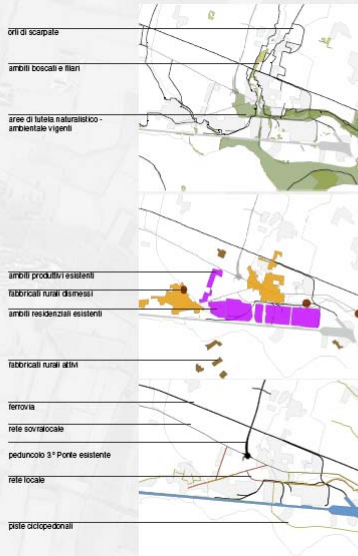 orli di scarpate
ambiti boscati e filari
aree di tutela naturalistico -
ambientale vigenti
ambiti produttivi esistenti
fabbricati rurali dismessi
ambiti residenziali esistenti
fabbricati rurali attivi
ferrovia
rete sovralocale
peduncolo 3° Ponte esistente
rete locale
piste ciclopedonali